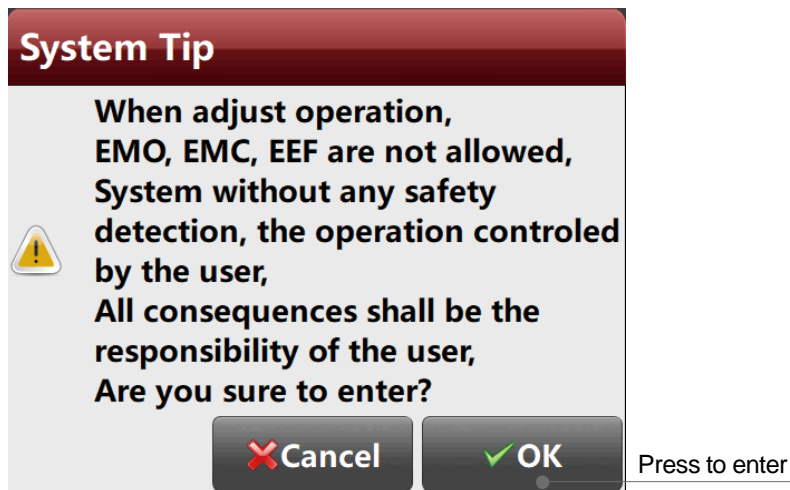 System Tip
When adjust operation,
EMO, EMC, EEF are not allowed,
System without any safety
detection, the operation controled
by the user,
All consequences shall be the
responsibility of the user,
Are you sure to enter?
Cancel
OK
Press to enter